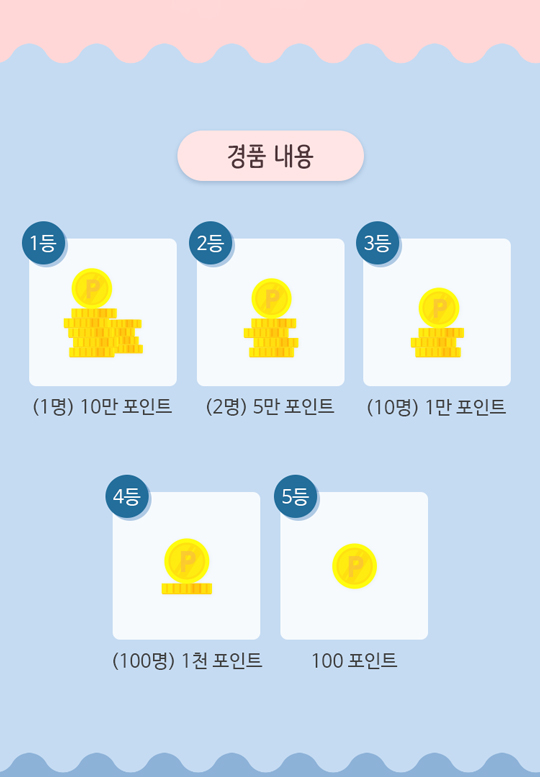 경품 내용
1등
2등
3등
P
P
P
(1명) 10만 포인트
(2명) 5만 포인트
(10명) 1만 포인트
4등
5등
P
P
(100명) 1천 포인트
100 포인트